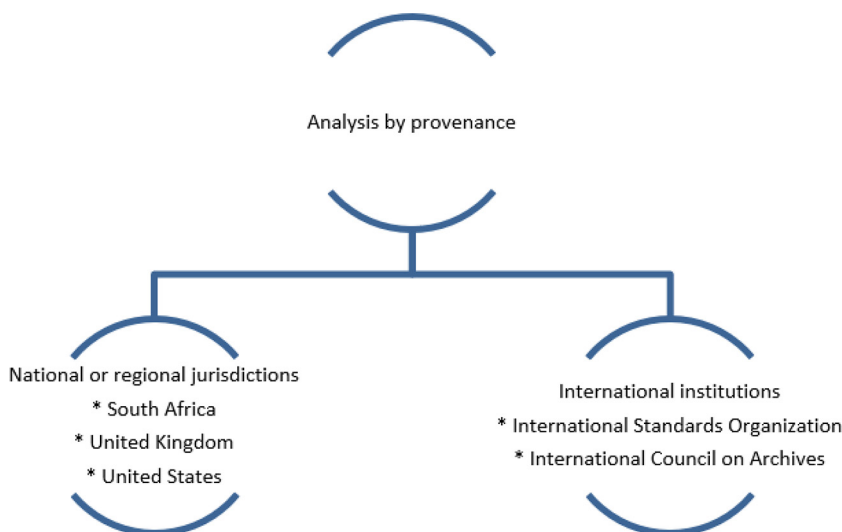 Analysis by provenance
National or regional jurisdictions
* South Africa
* United Kingdom
* United States
International institutions
* International Standards Organization
* International Council on Archives